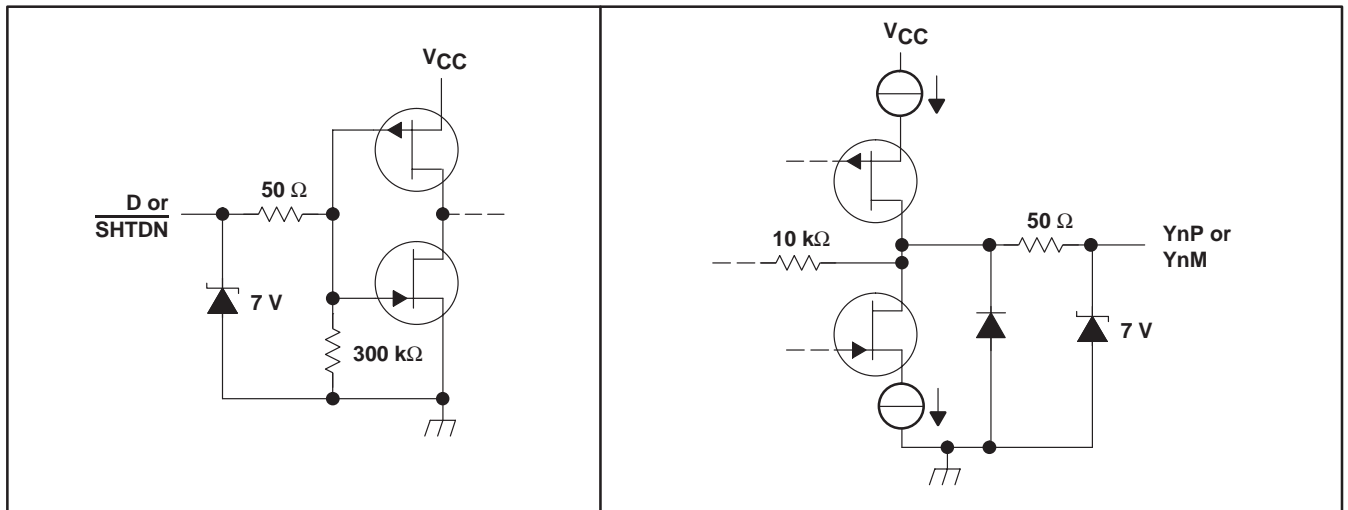 VCC
50 Ω
D or
SHTDN
7 V
300 kΩ
VCC
10 kΩ
50 Ω
YnP or
YnM
7 V